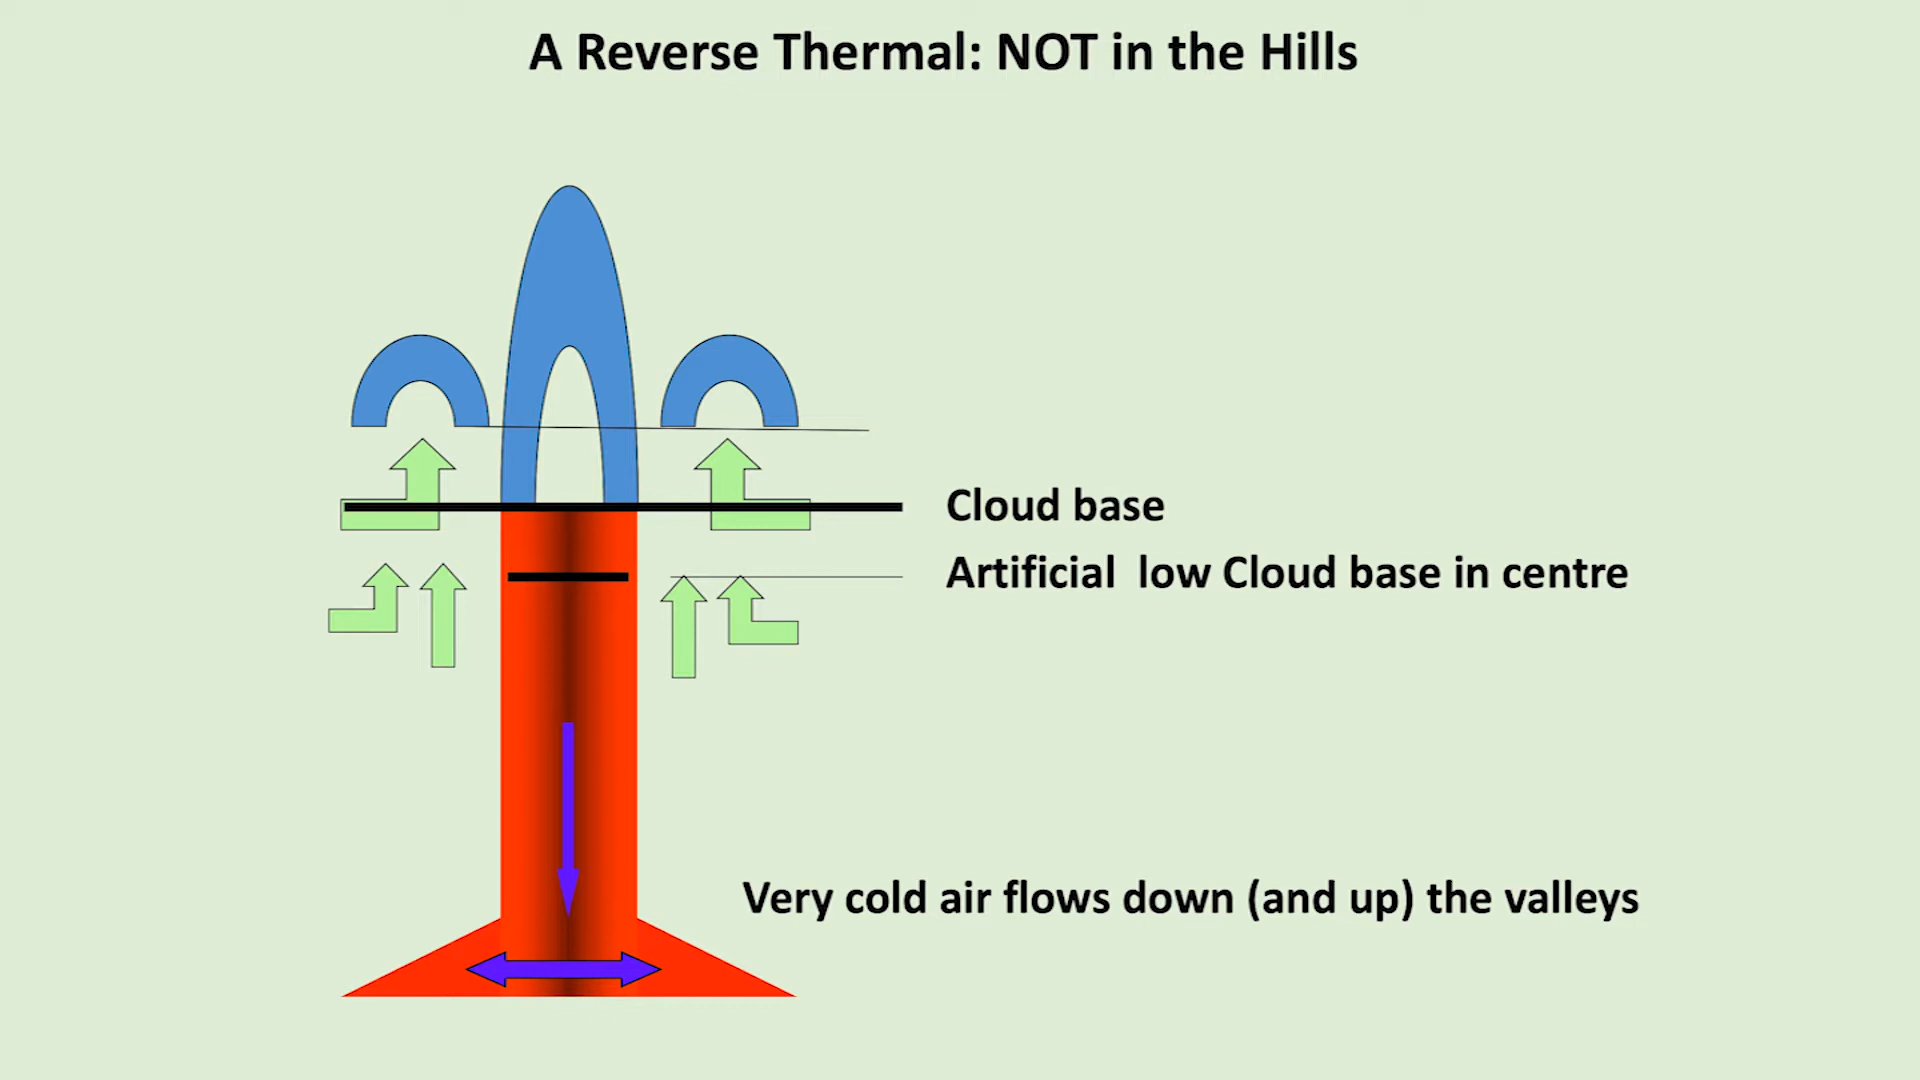 A Reverse Thermal: NOT in the Hills
Cloud base
Artificial low Cloud base in centre
Very cold air flows down (and up) the valleys